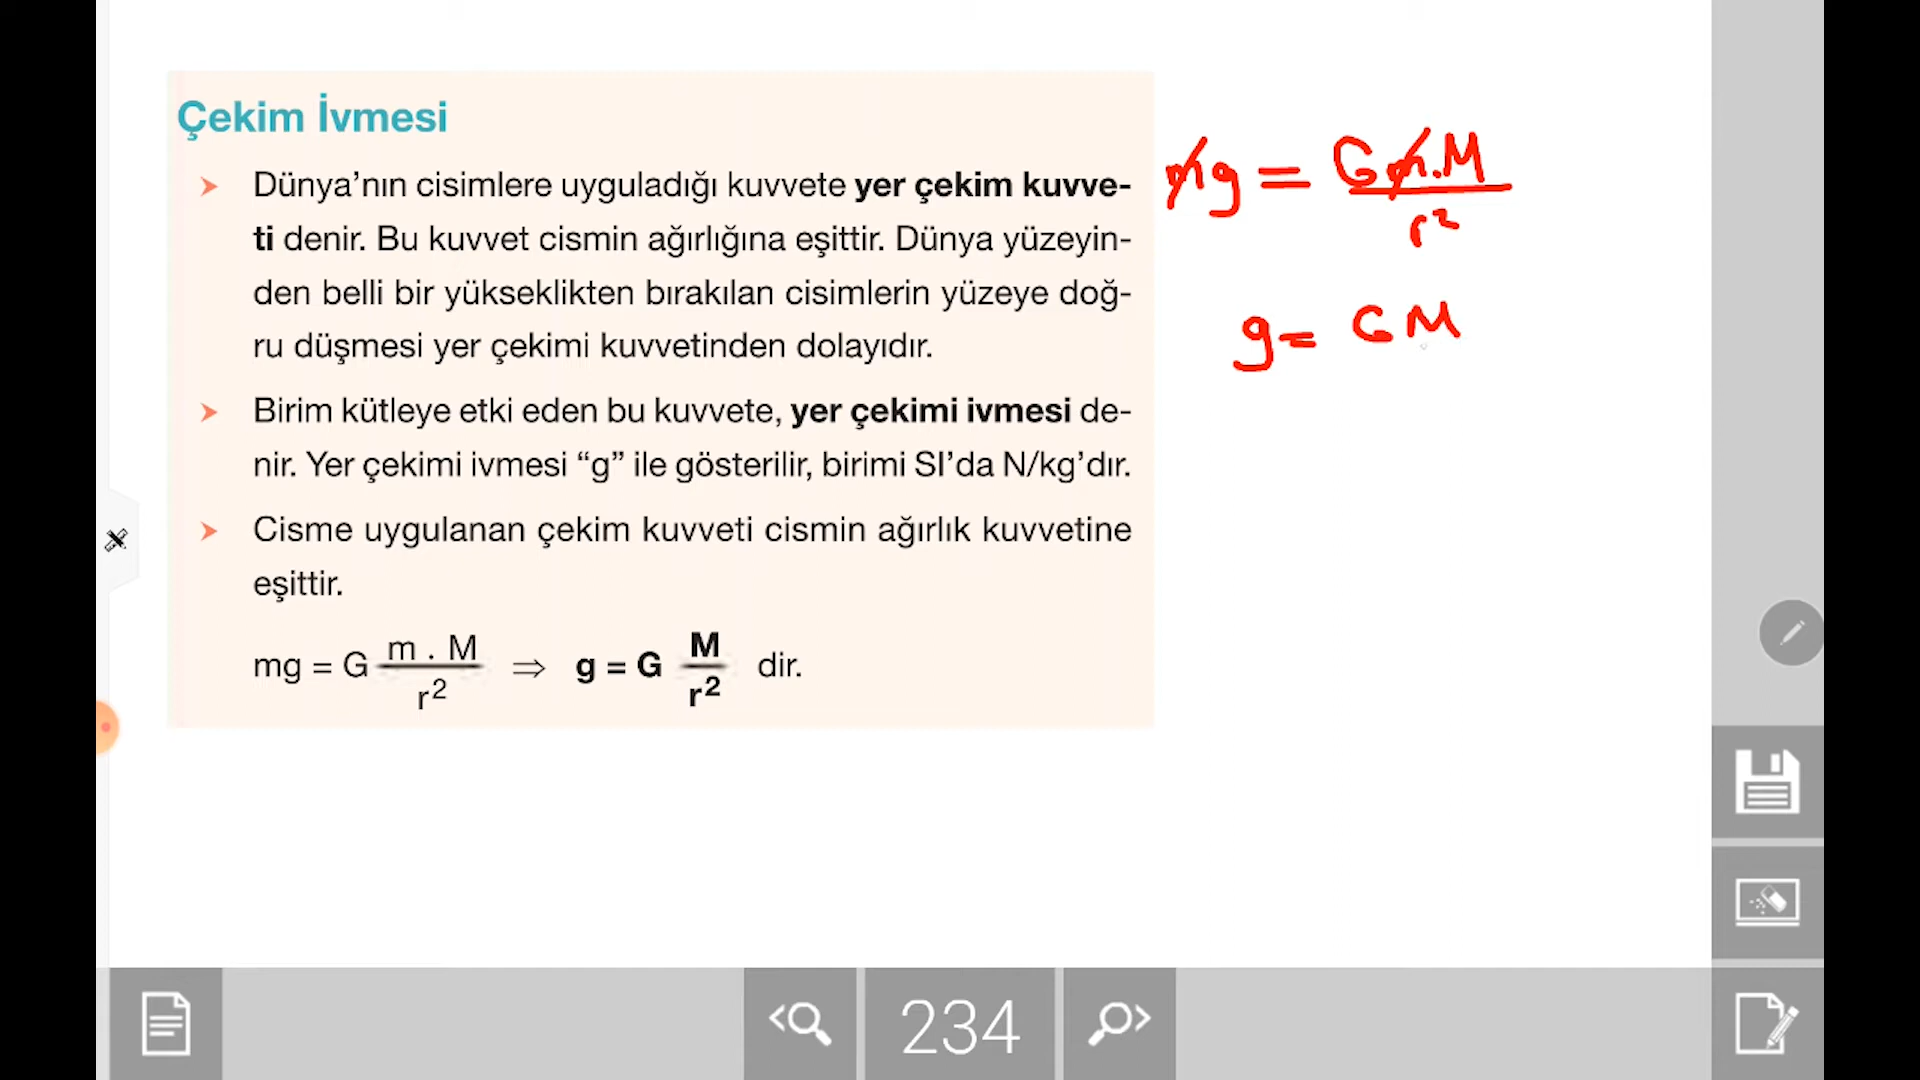 Çekim İvmesi
➤ Dünya’nın cisimlere uyguladığı kuvvete yer çekim kuvve-
ti denir. Bu kuvvet cismin ağırlığına eşittir. Dünya yüzeyin-
den belli bir yükseklikten bırakılan cisimlerin yüzeye doğ-
ru düşmesi yer çekimi kuvvetinden dolayıdır.
➤ Birim kütleye etki eden bu kuvvete, yer çekimi ivmesi de-
nir. Yer çekimi ivmesi “g” ile gösterilir, birimi SI’da N/kg’dır.
➤ Cisme uygulanan çekim kuvveti cismin ağırlık kuvvetine
eşittir.
mg = G m . M / r² ⇒ g = G M / r² dir.
mg = G m . M / r²
g = G M
234